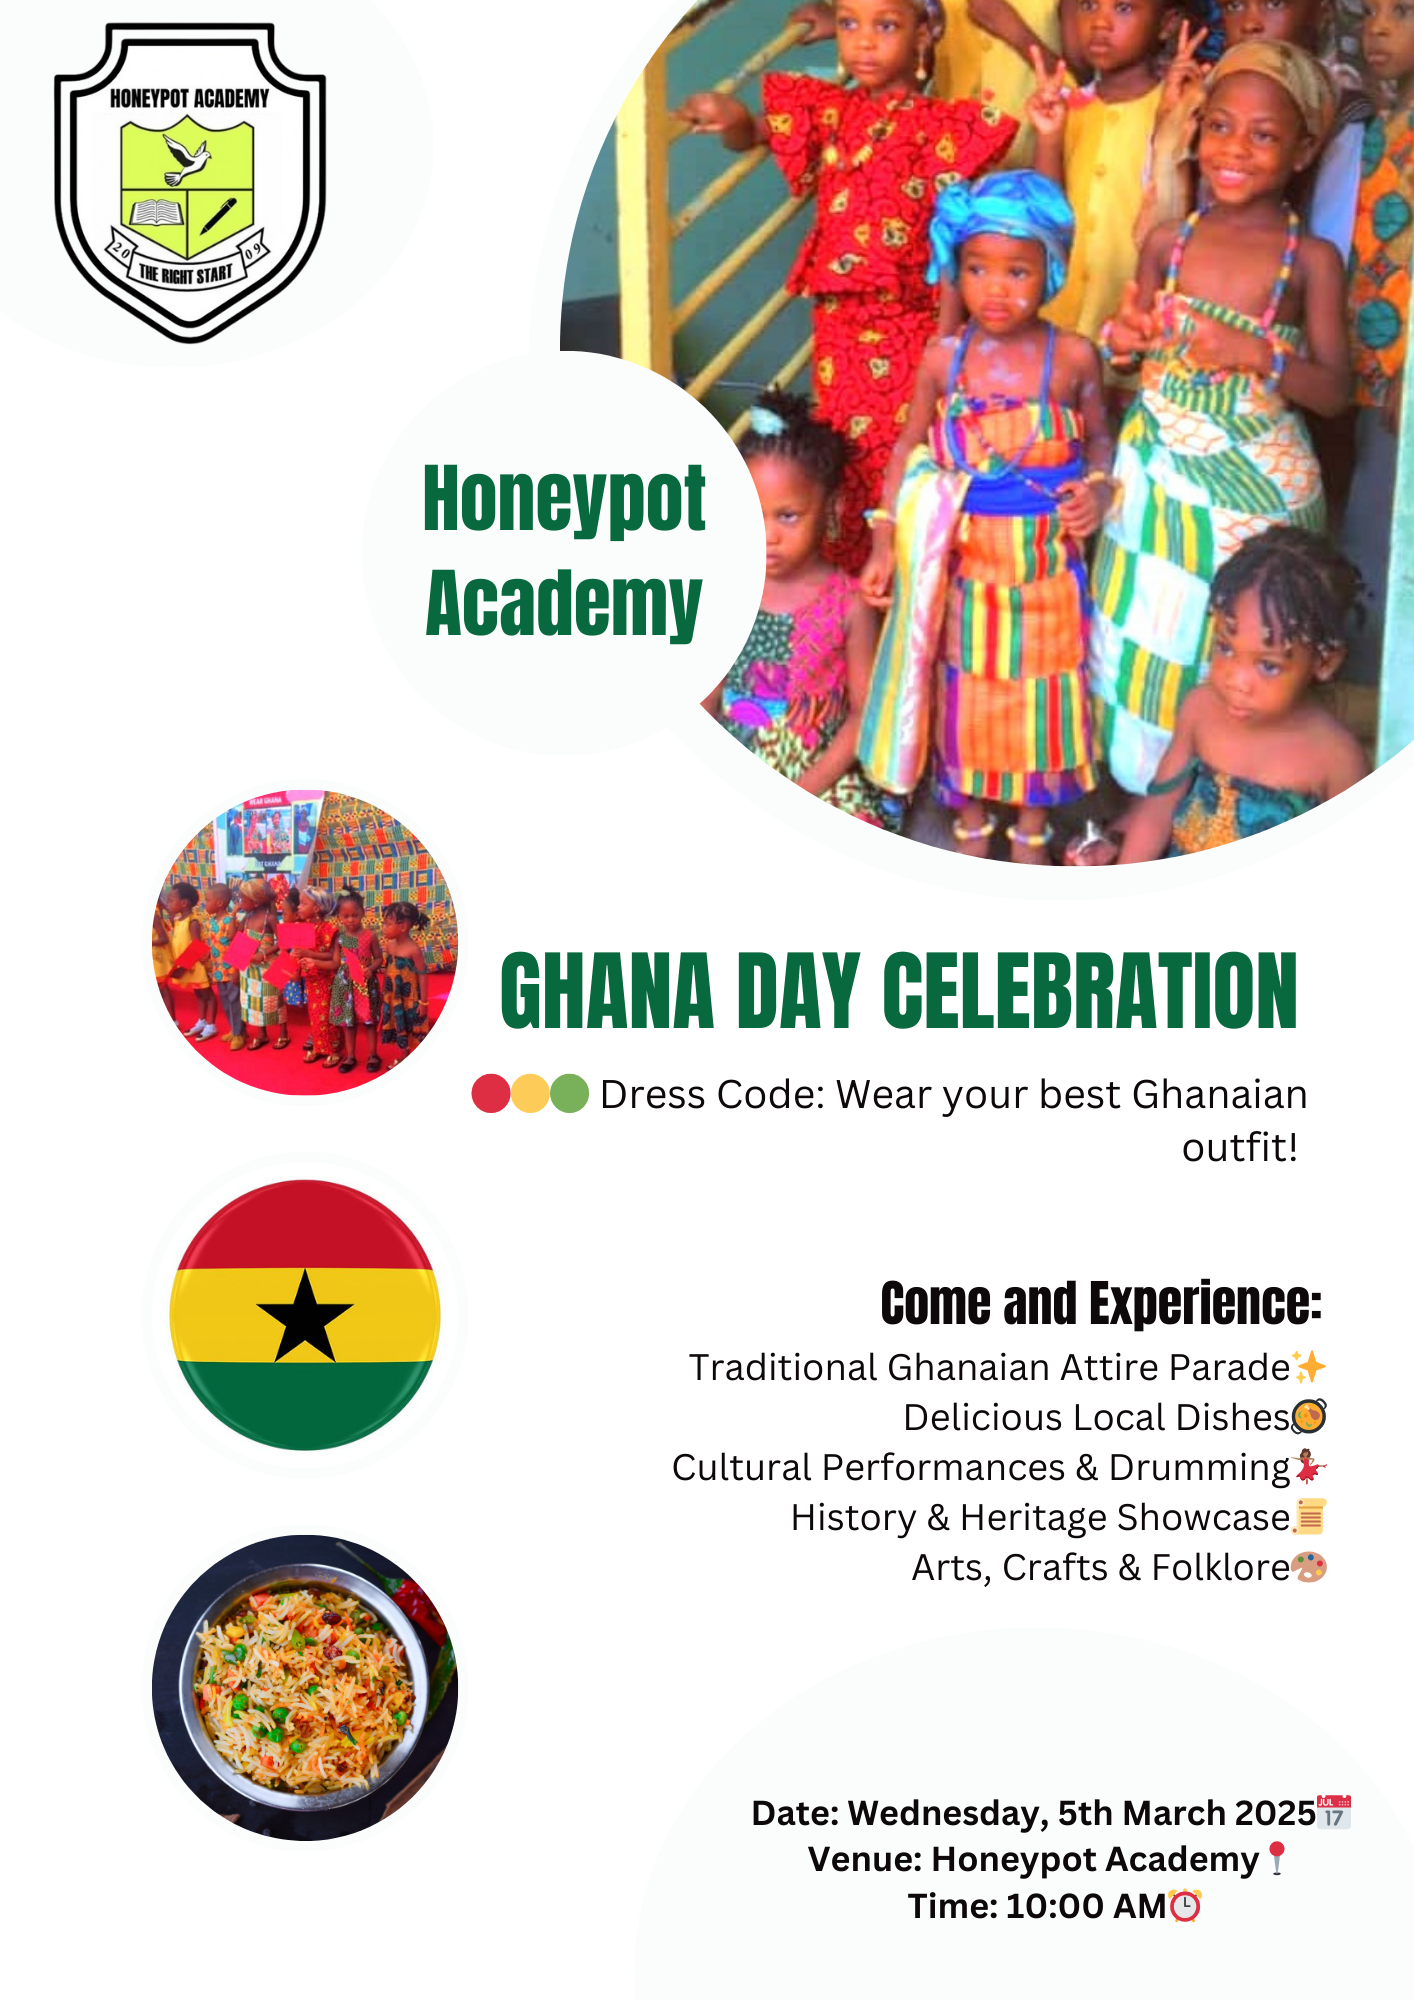 HONEYPOT ACADEMY
20 09
THE RIGHT START
Honeypot
Academy
WEAR GHANA
GHANA DAY CELEBRATION
Dress Code: Wear your best Ghanaian
outfit!
Come and Experience:
Traditional Ghanaian Attire Parade✨
Delicious Local Dishes🥘
Cultural Performances & Drumming💃🏾
History & Heritage Showcase📜
Arts, Crafts & Folklore🎨
Date: Wednesday, 5th March 2025📅
Venue: Honeypot Academy📍
Time: 10:00 AM⏰